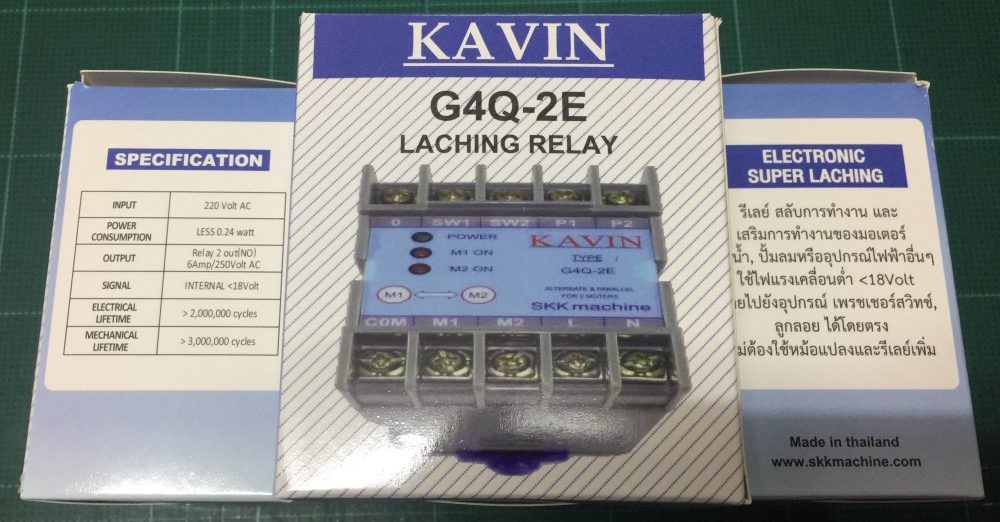 KAVIN
G4Q-2E
LACHING RELAY
0 SW1 SW2 P1 P2
POWER
M1 ON
M2 ON
KAVIN
TYPE /
G4Q-2E
ALTERNATE & PARALLEL
FOR 2 MOTERS
SKK machine
M1 M2
COM M1 M2 L N
SPECIFICATION
INPUT 220 Volt AC
POWER CONSUMPTION LESS 0.24 watt
OUTPUT Relay 2 out(NO) 6Amp/250Volt AC
SIGNAL INTERNAL <18Volt
ELECTRICAL LIFETIME > 2,000,000 cycles
MECHANICAL LIFETIME > 3,000,000 cycles
ELECTRONIC
SUPER LACHING
รีเลย์ สลับการทำงาน และ
เสริมการทำงานของมอเตอร์
น้ำ, ปั้มลมหรืออุปกรณ์ไฟฟ้าอื่นๆ
ใช้ไฟแรงเคลื่อนต่ำ <18Volt
ยไปยังอุปกรณ์ เพรชเชอร์สวิทช์,
ลูกลอย ได้โดยตรง
ม่ต้องใช้หม้อแปลงและรีเลย์เพิ่ม
Made in thailand
www.skkmachine.com